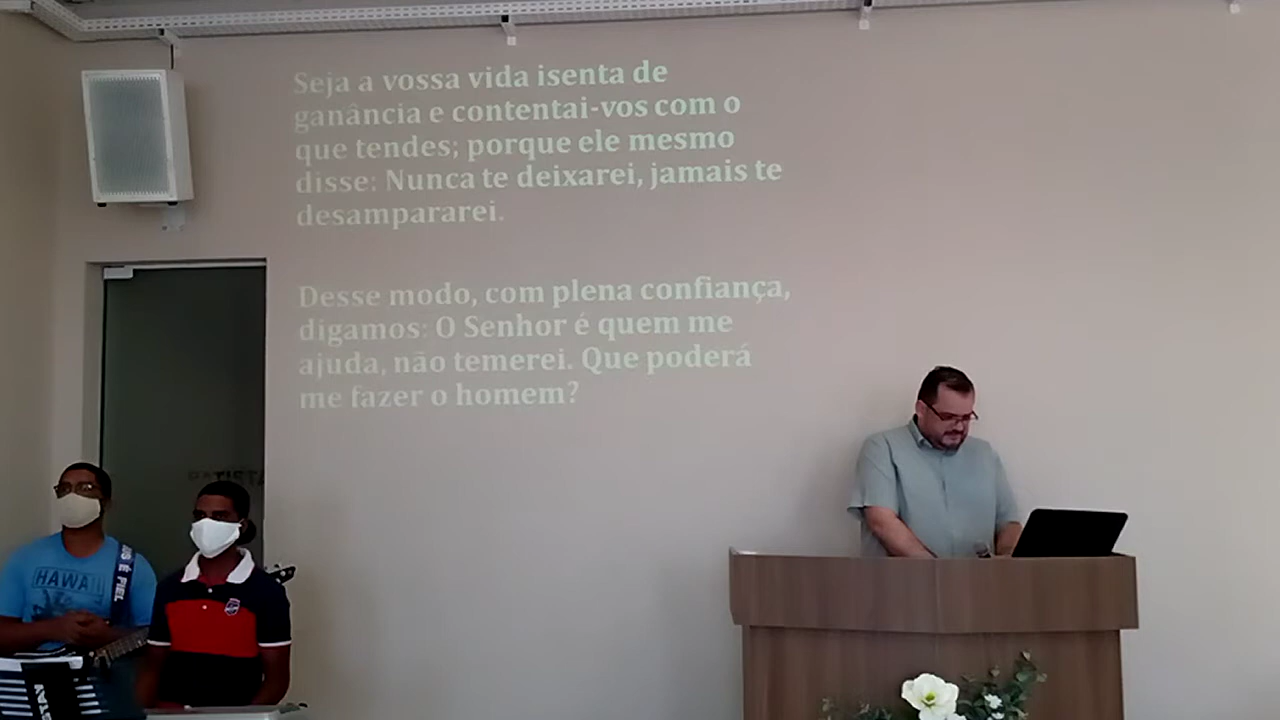 Seja a vossa vida isenta de
ganância e contentai-vos com o
que tendes; porque ele mesmo
disse: Nunca te deixarei, jamais te
desampararei.
Desse modo, com plena confiança,
digamos: O Senhor é quem me
ajuda, não temerei. Que poderá
me fazer o homem?
BATISTA
HAWAII
É FIEL